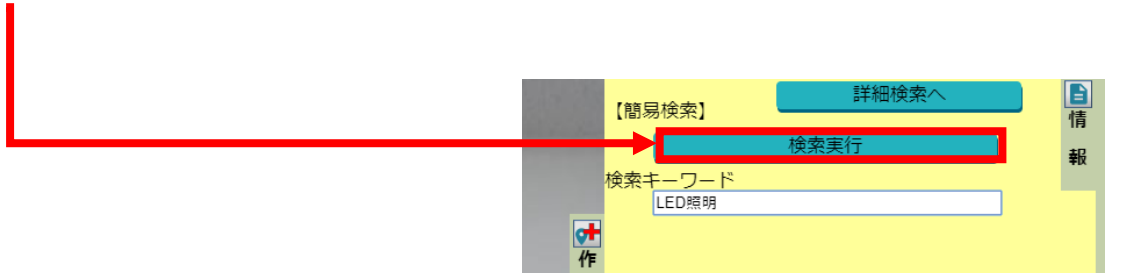 詳細検索へ
【簡易検索】
検索実行
検索キーワード
LED照明
情
報
作